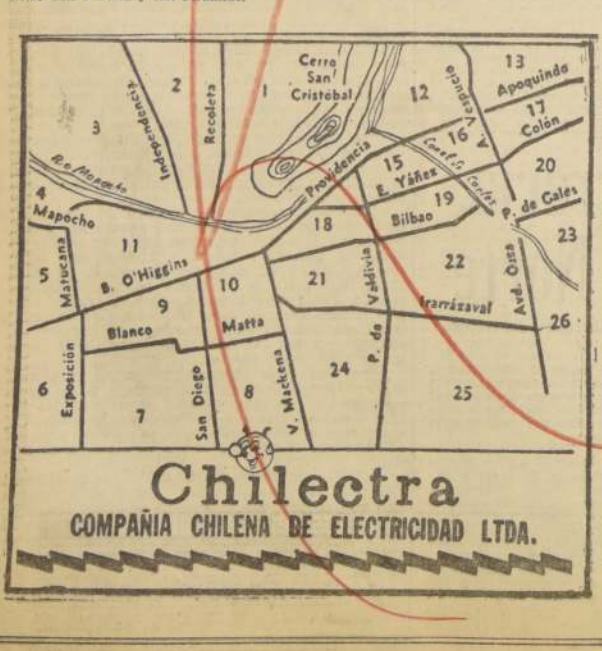 Cerro
San
Cristóbal
13
Apoquindo
2
1
12
A. Vespucio
Independencia
Recoleta
3
17
Colón
16
15
E. Yáñez
Providencia
20
Rio Mapocho
4
Mapocho
19
P. de Gales
18
Bilbao
23
11
Matucana
B. O'Higgins
5
10
21
Valdivia
22
Avd. Ossa
9
Irarrázaval
26
Blanco
Matta
P. de
24
6
Exposición
San Diego
8
V. Mackena
25
7
Chilectra
COMPAÑIA CHILENA DE ELECTRICIDAD LTDA.